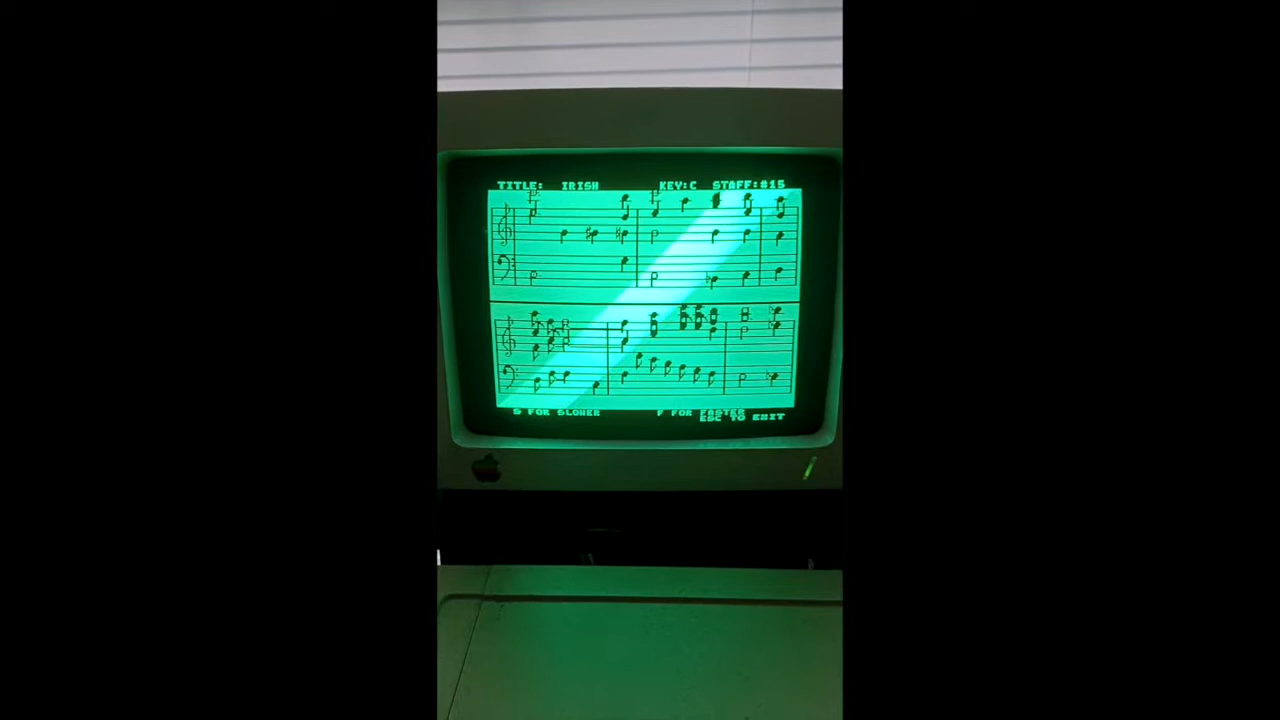 TITLE: IRISH KEY:C STAFF:#15
S FOR SLOWER F FOR FASTER
ESC TO EXIT